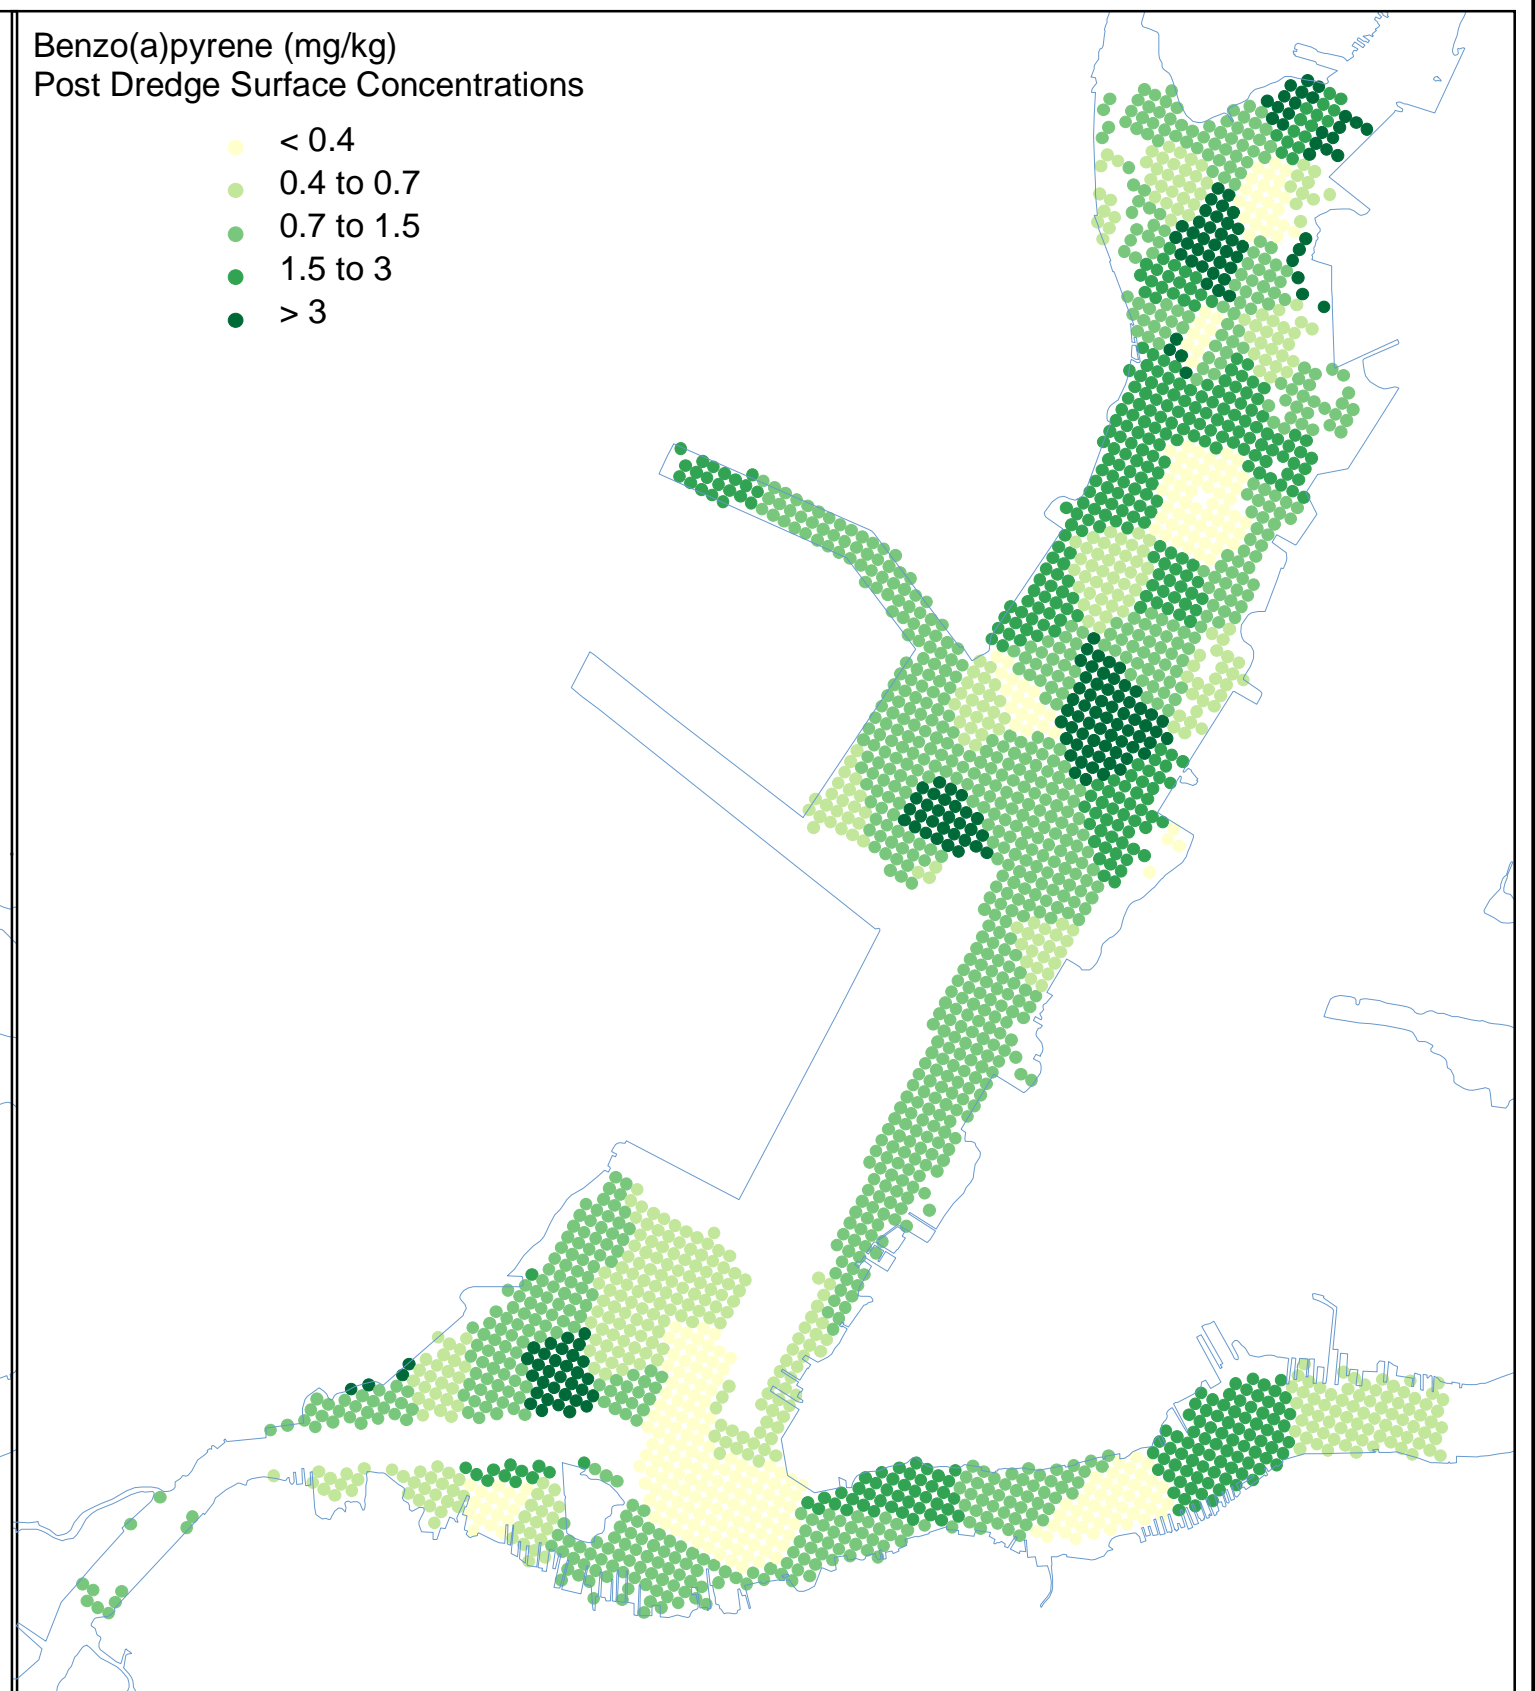 Benzo(a)pyrene (mg/kg)
Post Dredge Surface Concentrations
< 0.4
0.4 to 0.7
0.7 to 1.5
1.5 to 3
> 3